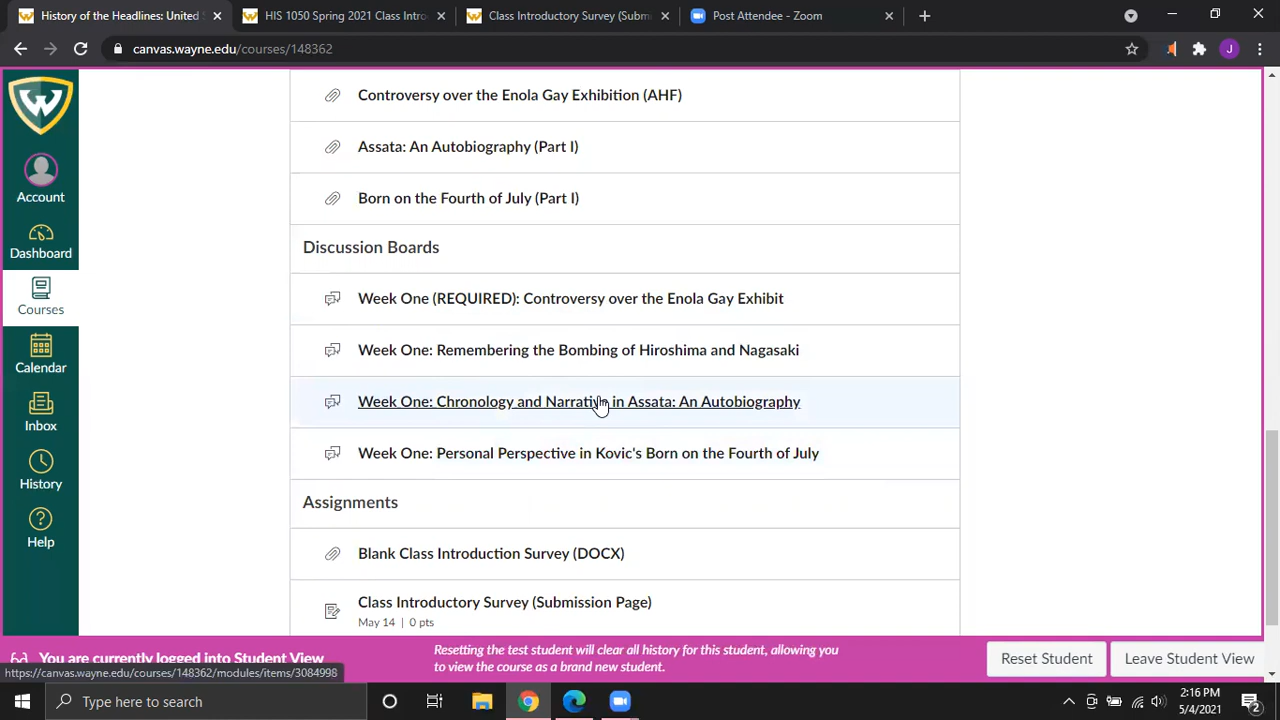 History of the Headlines: United
HIS 1050 Spring 2021 Class Intro
Class Introductory Survey (Subm
Post Attendee - Zoom
canvas.wayne.edu/courses/148362
J
W
Account
Dashboard
Courses
Calendar
Inbox
History
Help
Controversy over the Enola Gay Exhibition (AHF)
Assata: An Autobiography (Part I)
Born on the Fourth of July (Part I)
Discussion Boards
Week One (REQUIRED): Controversy over the Enola Gay Exhibit
Week One: Remembering the Bombing of Hiroshima and Nagasaki
Week One: Chronology and Narrative in Assata: An Autobiography
Week One: Personal Perspective in Kovic's Born on the Fourth of July
Assignments
Blank Class Introduction Survey (DOCX)
Class Introductory Survey (Submission Page)
May 14 | 0 pts
You are currently logged into Student View
Resetting the test student will clear all history for this student, allowing you
to view the course as a brand new student.
Reset Student
Leave Student View
https://canvas.wayne.edu/courses/148362/modules/items/3084998
Type here to search
2:16 PM
5/4/2021
2